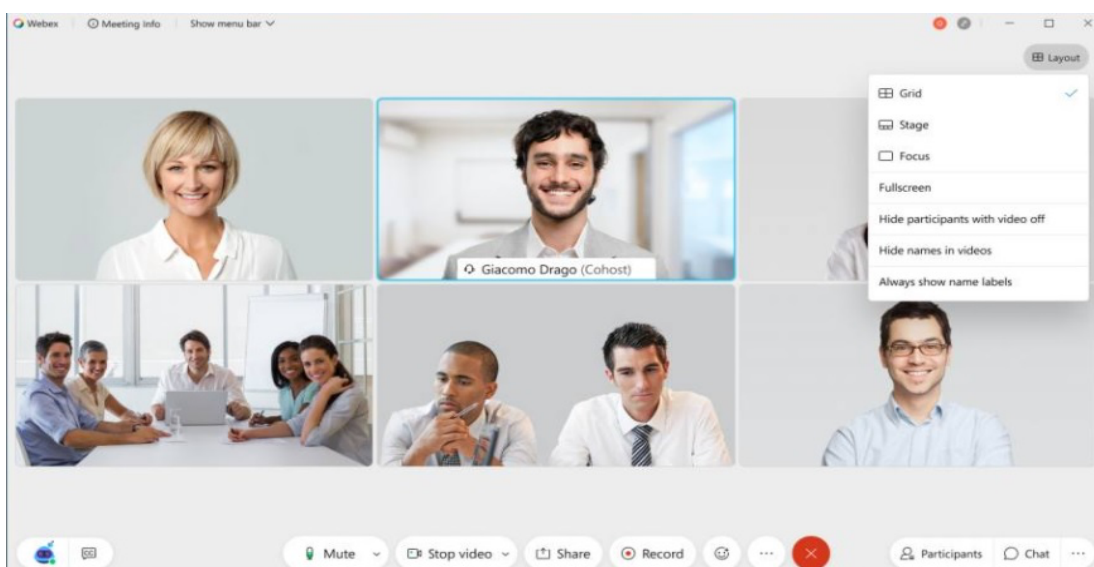 Webex Meeting Info Show menu bar
Layout
Grid
Stage
Focus
Fullscreen
Hide participants with video off
Hide names in videos
Always show name labels
Giacomo Drago (Cohost)
CC Mute Stop video Share Record Participants Chat